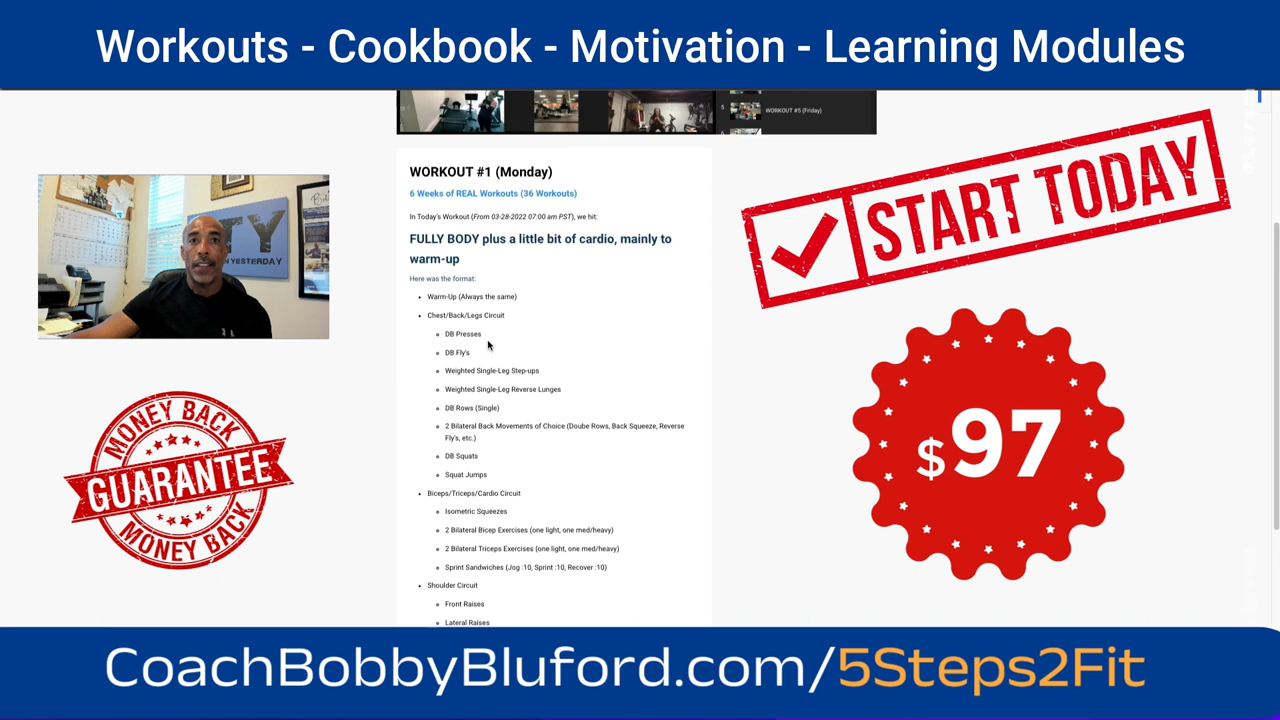 Workouts - Cookbook - Motivation - Learning Modules
5 WORKOUT #5 (Friday)
WORKOUT #1 (Monday)
6 Weeks of REAL Workouts (36 Workouts)
In Today's Workout (From 03-28-2022 07:00 am PST), we hit:
FULLY BODY plus a little bit of cardio, mainly to
warm-up
Here was the format:
Warm-Up (Always the same)
Chest/Back/Legs Circuit
DB Presses
DB Fly's
Weighted Single-Leg Step-ups
Weighted Single-Leg Reverse Lunges
DB Rows (Single)
2 Bilateral Back Movements of Choice (Doube Rows, Back Squeeze, Reverse
Fly's, etc.)
DB Squats
Squat Jumps
Biceps/Triceps/Cardio Circuit
Isometric Squeezes
2 Bilateral Bicep Exercises (one light, one med/heavy)
2 Bilateral Triceps Exercises (one light, one med/heavy)
Sprint Sandwiches (Jog :10, Sprint :10, Recover :10)
Shoulder Circuit
Front Raises
Lateral Raises
TY
N YESTERDAY
MONEY BACK
GUARANTEE
MONEY BACK
START TODAY
$97
CoachBobbyBluford.com/5Steps2Fit